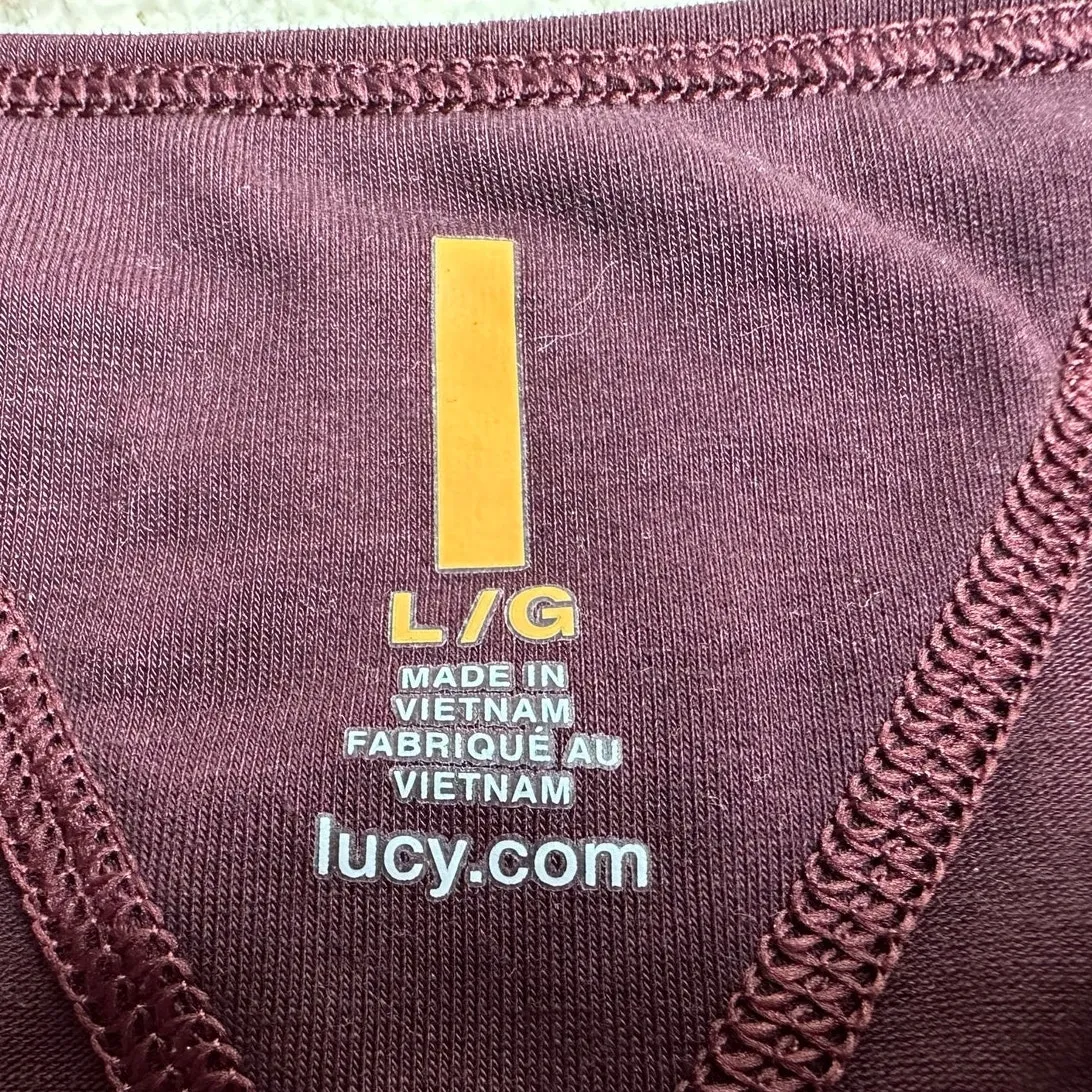 L/G
MADE IN
VIETNAM
FABRIQUÉ AU
VIETNAM
lucy.com